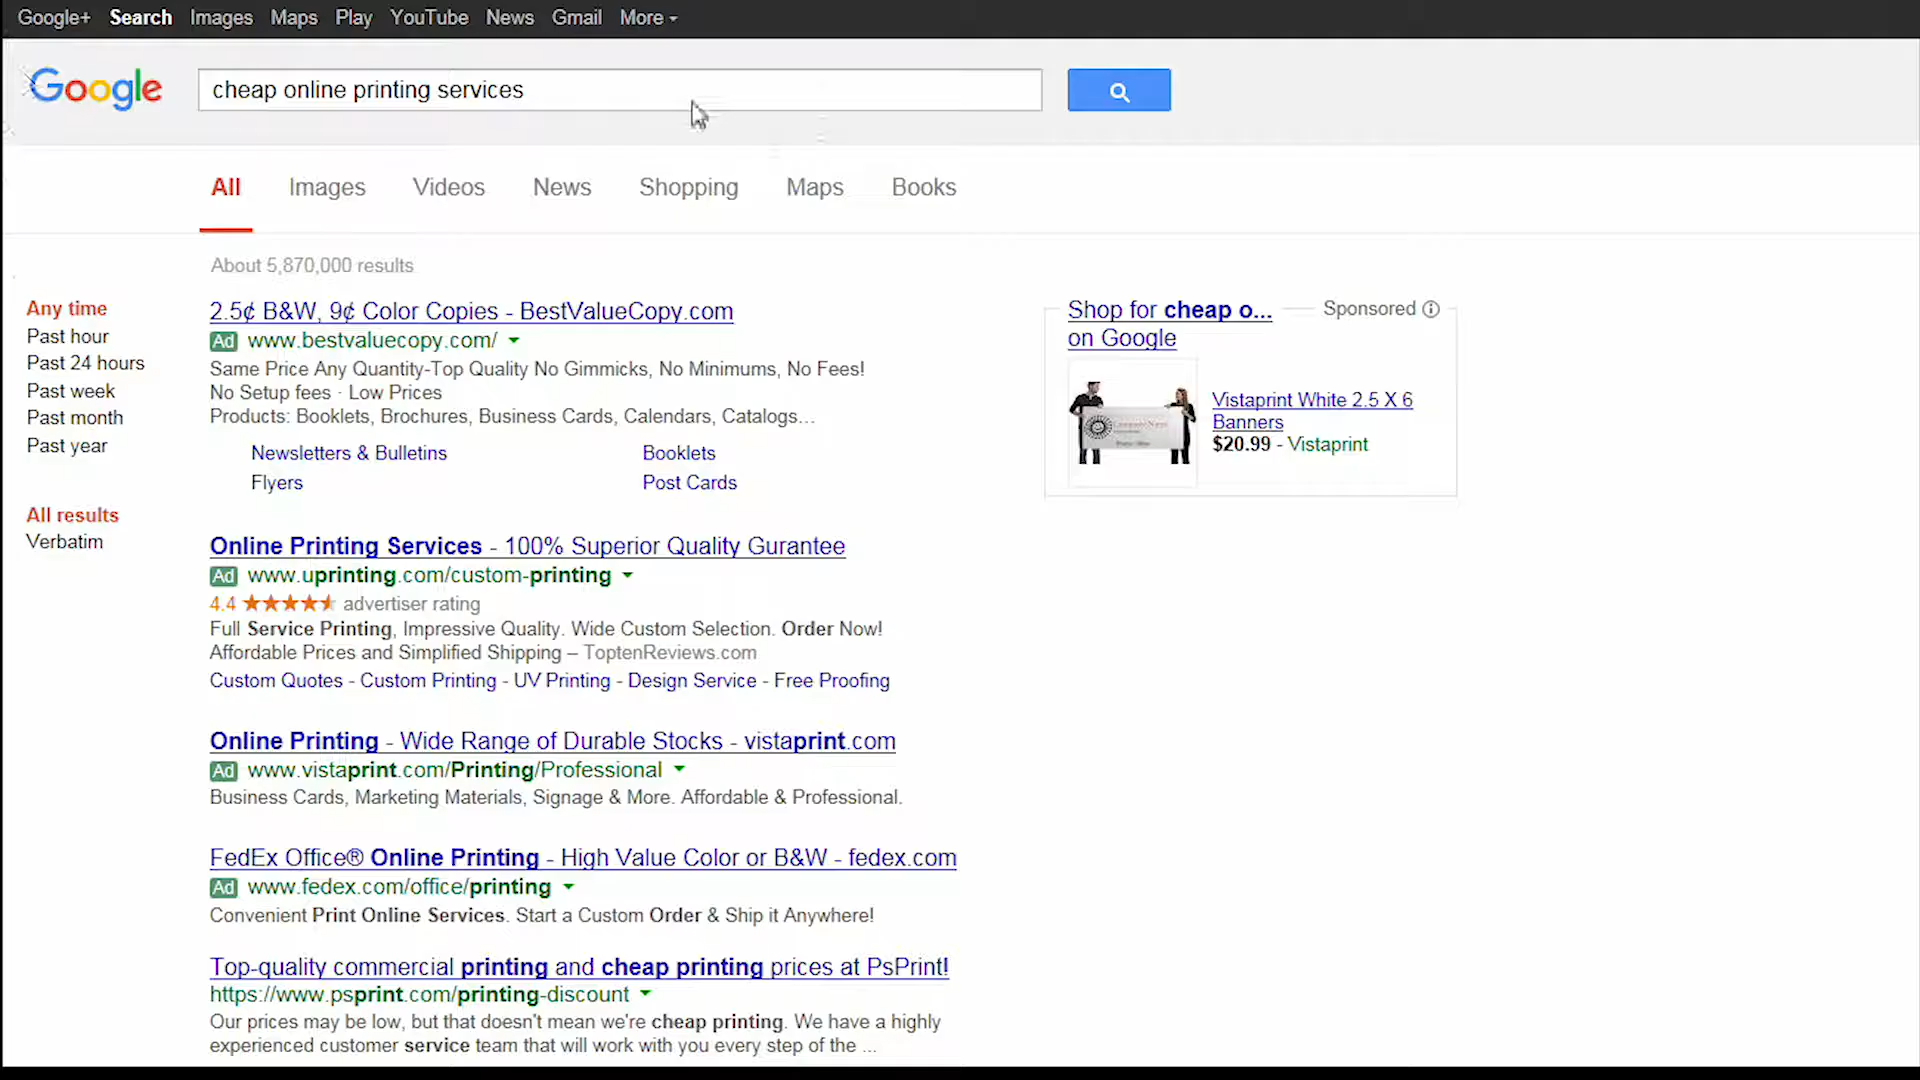 Google+ Search Images Maps Play YouTube News Gmail More
Google
cheap online printing services
All Images Videos News Shopping Maps Books
About 5,870,000 results
Any time
Past hour
Past 24 hours
Past week
Past month
Past year
All results
Verbatim
2.5¢ B&W, 9¢ Color Copies - BestValueCopy.com
Ad www.bestvaluecopy.com/
Same Price Any Quantity-Top Quality No Gimmicks, No Minimums, No Fees!
No Setup fees · Low Prices
Products: Booklets, Brochures, Business Cards, Calendars, Catalogs...
Newsletters & Bulletins Booklets
Flyers Post Cards
Online Printing Services - 100% Superior Quality Gurantee
Ad www.uprinting.com/custom-printing
4.4 ★★★★★ advertiser rating
Full Service Printing, Impressive Quality. Wide Custom Selection. Order Now!
Affordable Prices and Simplified Shipping – ToptenReviews.com
Custom Quotes - Custom Printing - UV Printing - Design Service - Free Proofing
Online Printing - Wide Range of Durable Stocks - vistaprint.com
Ad www.vistaprint.com/Printing/Professional
Business Cards, Marketing Materials, Signage & More. Affordable & Professional.
FedEx Office® Online Printing - High Value Color or B&W - fedex.com
Ad www.fedex.com/office/printing
Convenient Print Online Services. Start a Custom Order & Ship it Anywhere!
Top-quality commercial printing and cheap printing prices at PsPrint!
https://www.psprint.com/printing-discount
Our prices may be low, but that doesn't mean we're cheap printing. We have a highly
experienced customer service team that will work with you every step of the ...
Shop for cheap o... Sponsored
on Google
Vistaprint White 2.5 X 6
Banners
$20.99 - Vistaprint